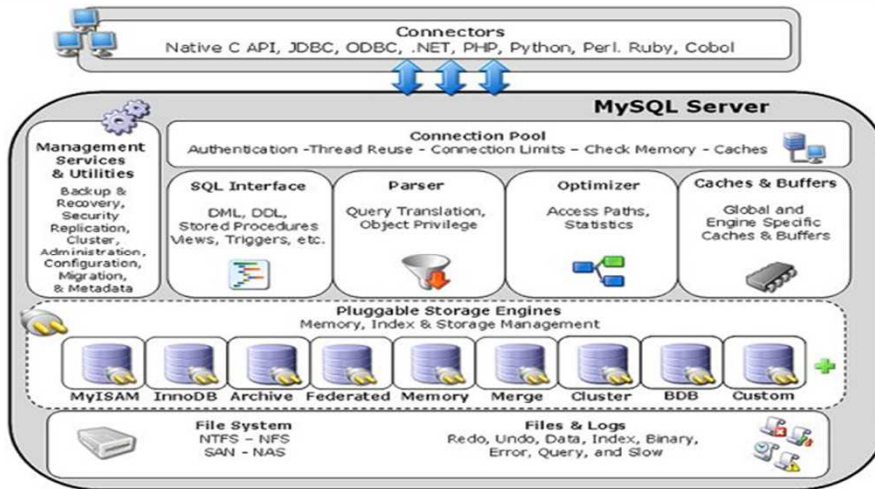 Connectors
Native C API, JDBC, ODBC, .NET, PHP, Python, Perl. Ruby, Cobol
MySQL Server
Management
Services
& Utilities
Backup &
Recovery,
Security
Replication,
Cluster,
Administration,
Configuration,
Migration,
& Metadata
Connection Pool
Authentication -Thread Reuse - Connection Limits – Check Memory - Caches
SQL Interface
DML, DDL,
Stored Procedures
Views, Triggers, etc.
Parser
Query Translation,
Object Privilege
Optimizer
Access Paths,
Statistics
Caches & Buffers
Global and
Engine Specific
Caches & Buffers
Pluggable Storage Engines
Memory, Index & Storage Management
MyISAM
InnoDB
Archive
Federated
Memory
Merge
Cluster
BDB
Custom
File System
NTFS – NFS
SAN - NAS
Files & Logs
Redo, Undo, Data, Index, Binary,
Error, Query, and Slow